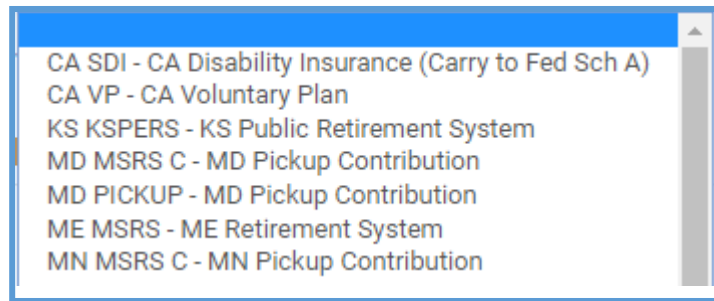 CA SDI - CA Disability Insurance (Carry to Fed Sch A)
CA VP - CA Voluntary Plan
KS KSPERS - KS Public Retirement System
MD MSRS C - MD Pickup Contribution
MD PICKUP - MD Pickup Contribution
ME MSRS - ME Retirement System
MN MSRS C - MN Pickup Contribution